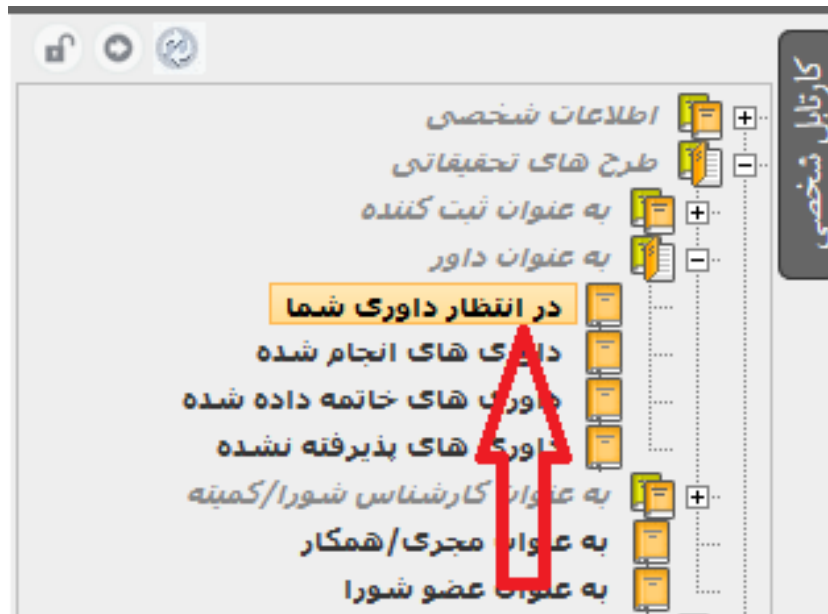 کارتابل شخصی
اطلاعات شخصی
طرح های تحقیقاتی
به عنوان ثبت کننده
به عنوان داور
در انتظار داوری شما
داوری های انجام شده
داوری های خاتمه داده شده
داوری های پذیرفته نشده
به عنوان کارشناس شورا/کمیته
به عنوان مجری/همکار
به عنوان عضو شورا